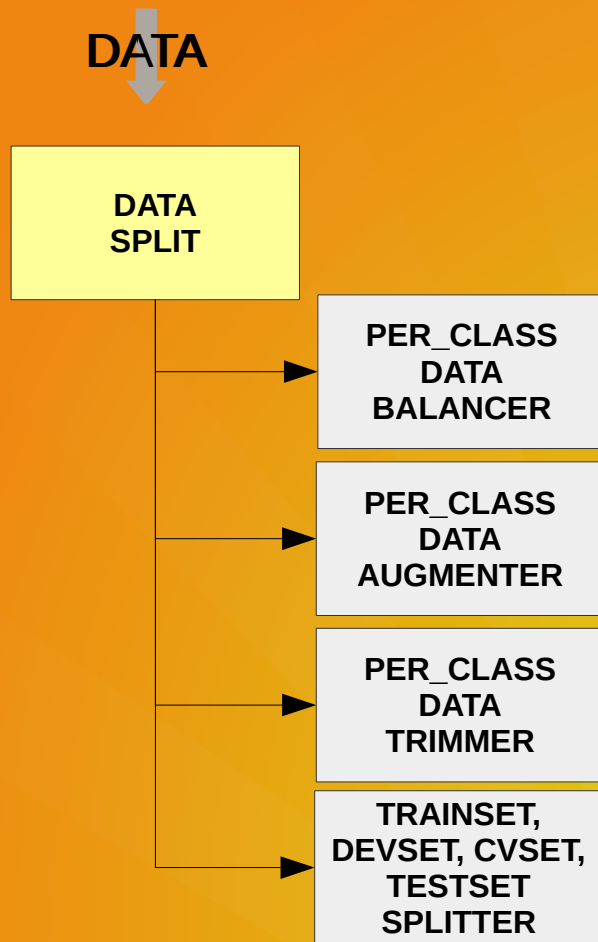 DATA
DATA
SPLIT
PER_CLASS
DATA
BALANCER
PER_CLASS
DATA
AUGMENTER
PER_CLASS
DATA
TRIMMER
TRAINSET,
DEVSET, CVSET,
TESTSET
SPLITTER